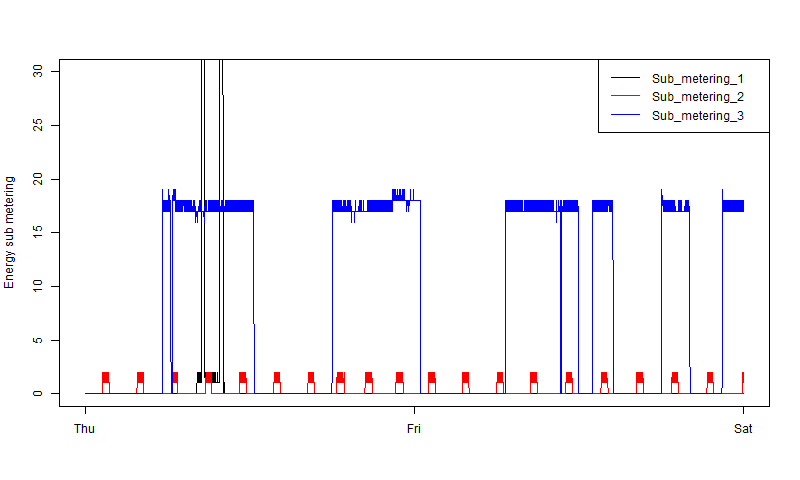 30
25
20
15
10
5
0
Energy sub metering
Thu
Fri
Sat
Sub_metering_1
Sub_metering_2
Sub_metering_3